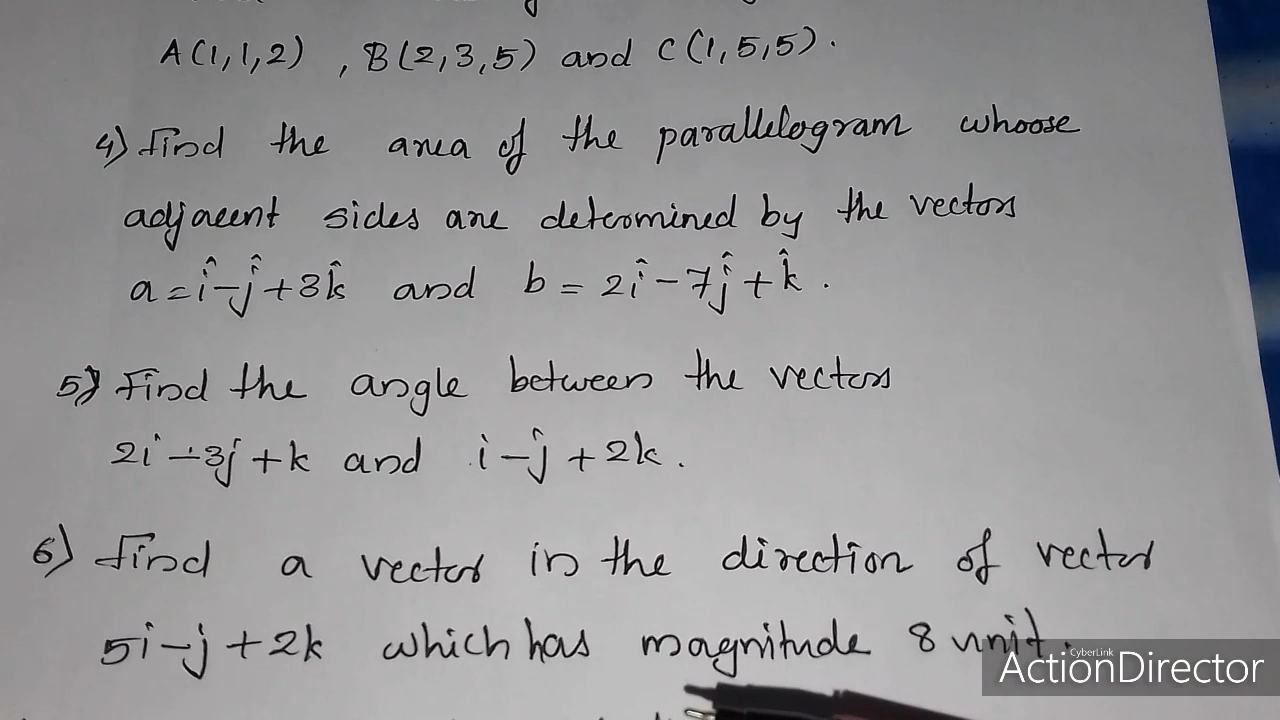 A(1,1,2) , B(2,3,5) and C(1,5,5).
4) Find the area of the parallelogram whoose
adjacent sides are determined by the vectors
a = î - ĵ + 3k̂ and b = 2î - 7ĵ + k̂ .
5) Find the angle between the vectors
2i - 3j + k and i - j + 2k .
6) Find a vector in the direction of vector
5i - j + 2k which has magnitude 8 unit.
CyberLink
ActionDirector